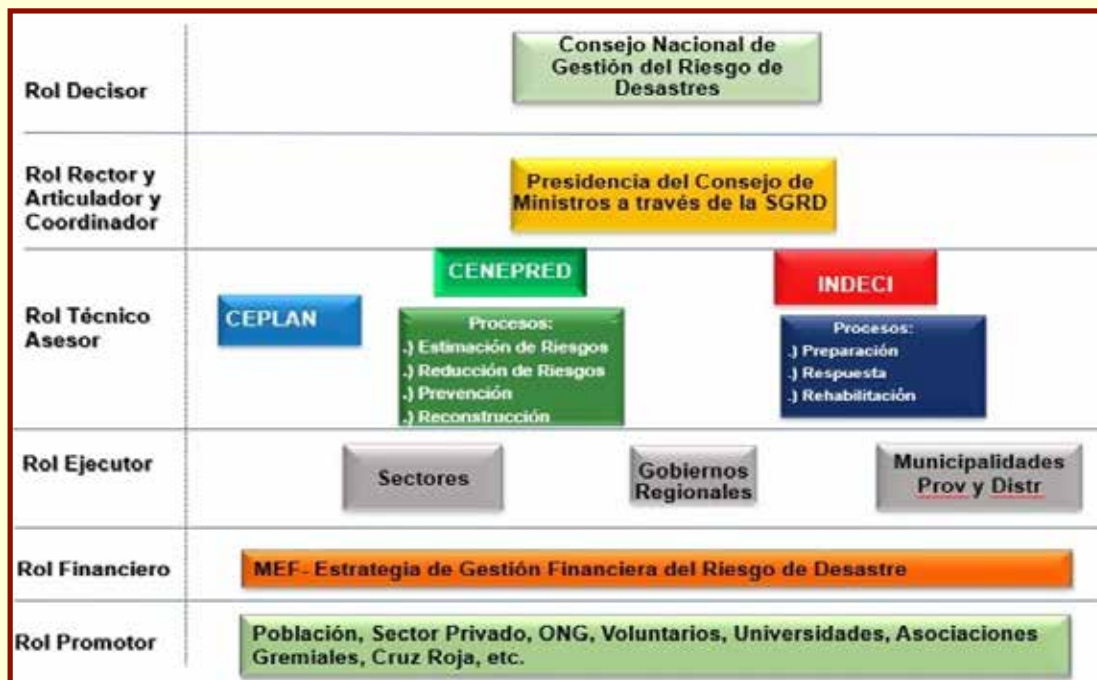 Rol Decisor
Consejo Nacional de
Gestión del Riesgo de
Desastres
Rol Rector y
Articulador y
Coordinador
Presidencia del Consejo de
Ministros a través de la SGRD
Rol Técnico
Asesor
CEPLAN
CENEPRED
Procesos:
.) Estimación de Riesgos
.) Reducción de Riesgos
.) Prevención
.) Reconstrucción
INDECI
Procesos:
.) Preparación
.) Respuesta
.) Rehabilitación
Rol Ejecutor
Sectores
Gobiernos
Regionales
Municipalidades
Prov y Distr
Rol Financiero
MEF- Estrategia de Gestión Financiera del Riesgo de Desastre
Rol Promotor
Población, Sector Privado, ONG, Voluntarios, Universidades, Asociaciones
Gremiales, Cruz Roja, etc.